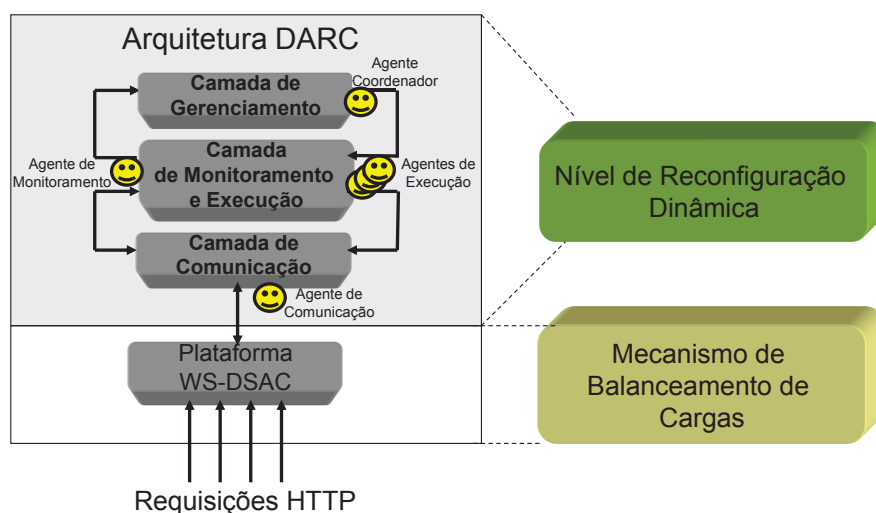 Arquitetura DARC
Agente
Coordenador
Camada de
Gerenciamento
Agente de
Monitoramento
Camada
de Monitoramento
e Execução
Agentes de
Execução
Camada de
Comunicação
Agente de
Comunicação
Plataforma
WS-DSAC
Requisições HTTP
Nível de Reconfiguração
Dinâmica
Mecanismo de
Balanceamento de
Cargas